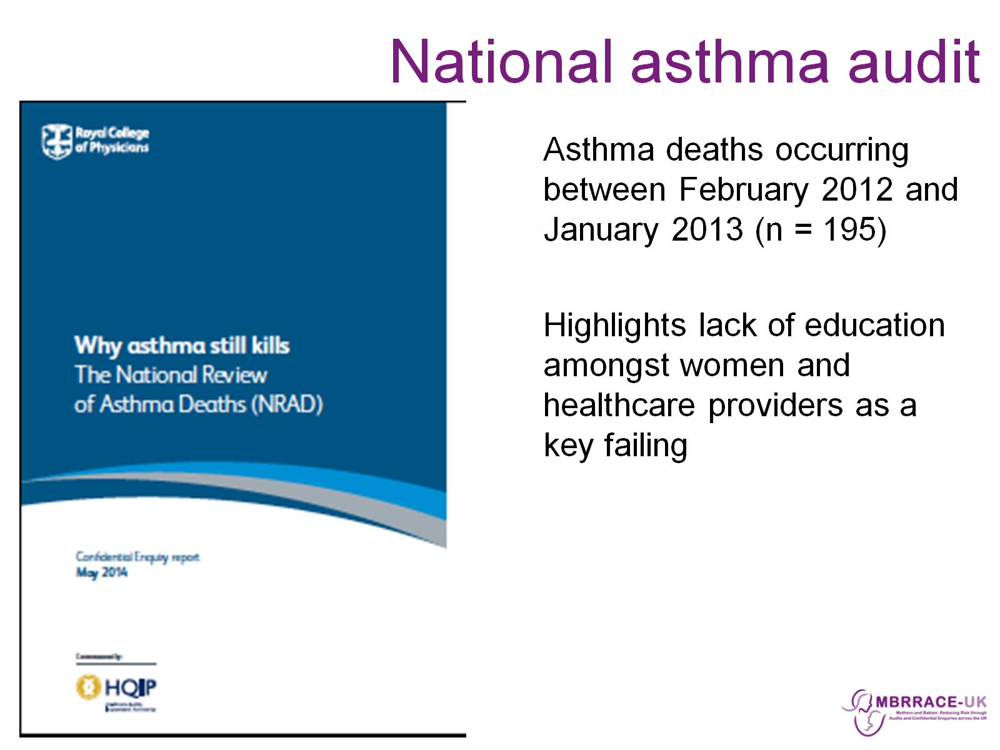 National asthma audit
Royal College
of Physicians
Why asthma still kills
The National Review
of Asthma Deaths (NRAD)
Confidential Enquiry report
May 2014
HQIP
Asthma deaths occurring
between February 2012 and
January 2013 (n = 195)
Highlights lack of education
amongst women and
healthcare providers as a
key failing
MBRRACE-UK
Mothers and Babies: Reducing Risk through
Audits and Confidential Enquiries across the UK